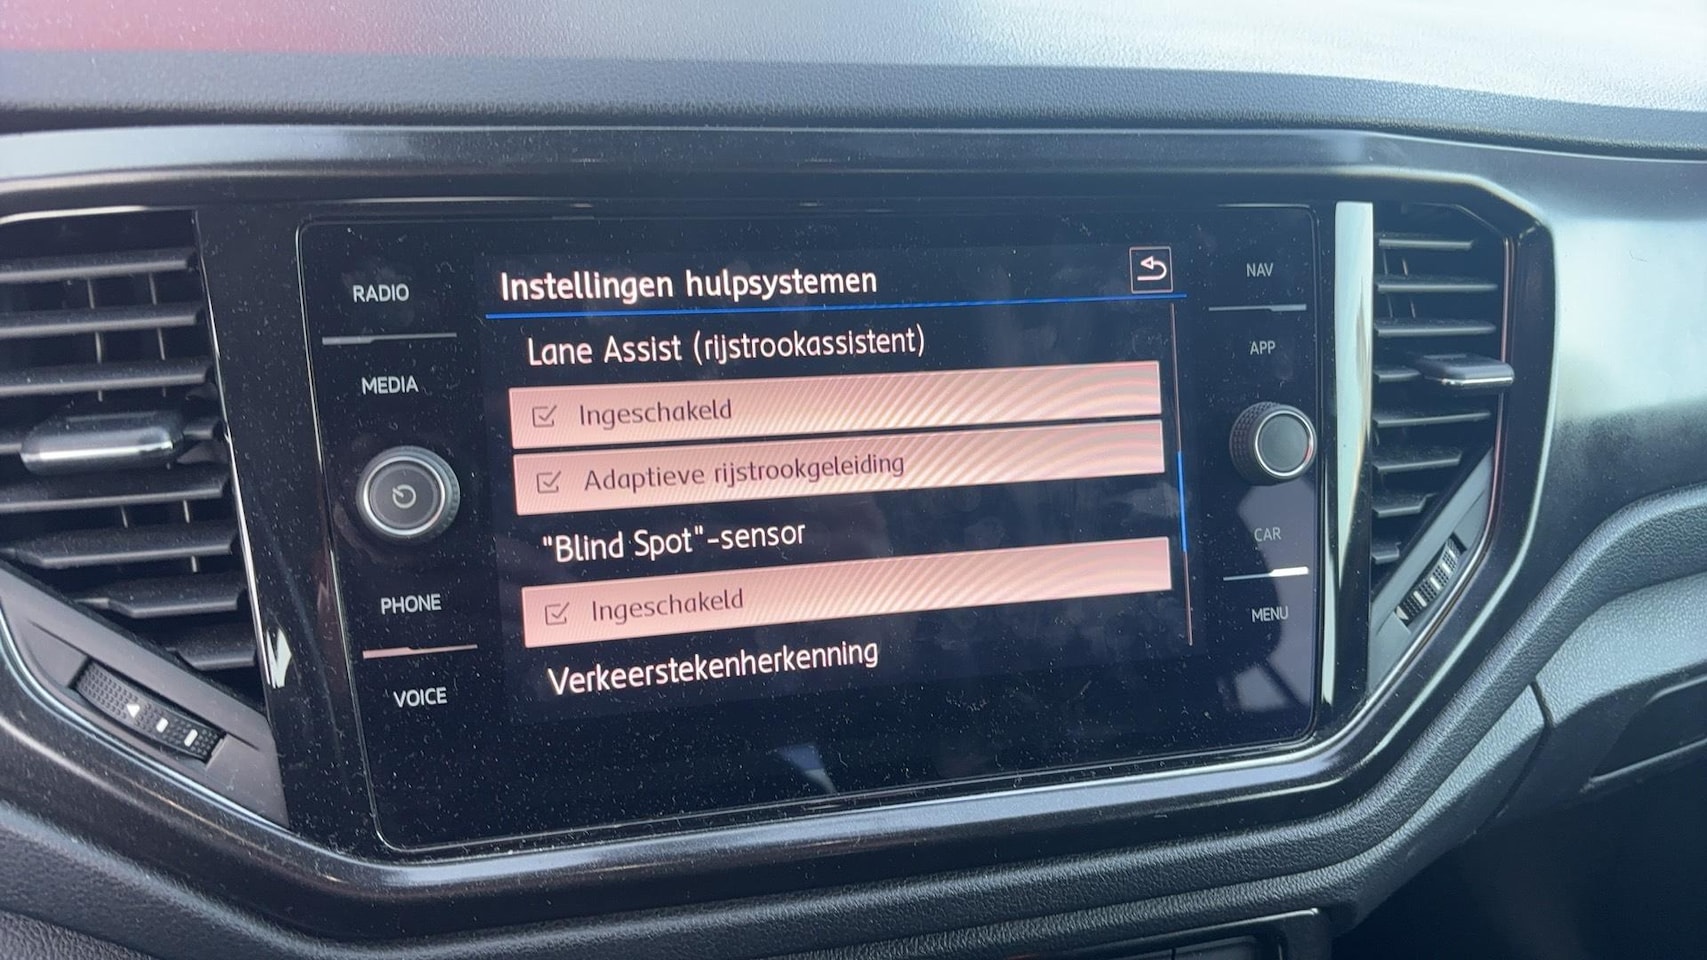 RADIO
MEDIA
PHONE
VOICE
Instellingen hulpsystemen
Lane Assist (rijstrookassistent)
Ingeschakeld
Adaptieve rijstrookgeleiding
"Blind Spot"-sensor
Ingeschakeld
Verkeerstekenherkenning
NAV
APP
CAR
MENU